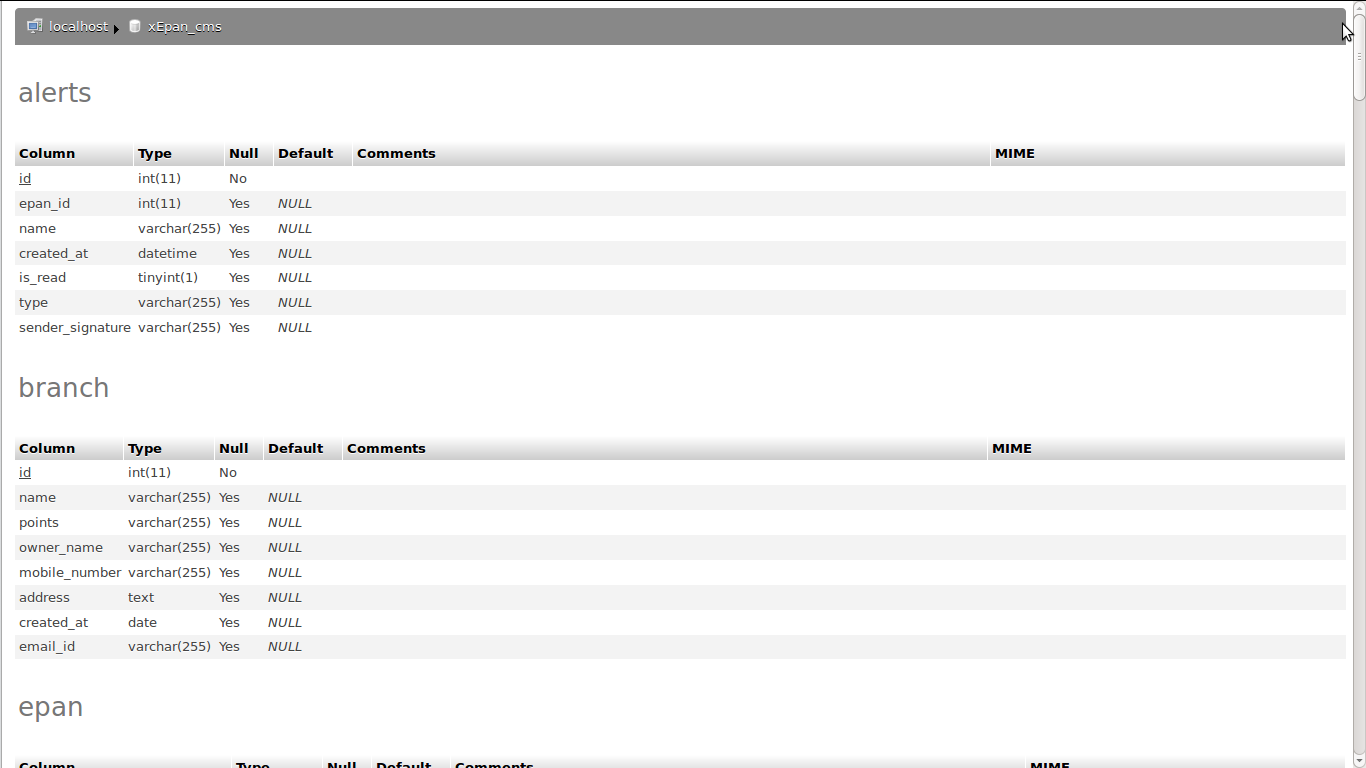 localhost xEpan_cms
alerts
Column Type Null Default Comments MIME
id int(11) No
epan_id int(11) Yes NULL
name varchar(255) Yes NULL
created_at datetime Yes NULL
is_read tinyint(1) Yes NULL
type varchar(255) Yes NULL
sender_signature varchar(255) Yes NULL
branch
Column Type Null Default Comments MIME
id int(11) No
name varchar(255) Yes NULL
points varchar(255) Yes NULL
owner_name varchar(255) Yes NULL
mobile_number varchar(255) Yes NULL
address text Yes NULL
created_at date Yes NULL
email_id varchar(255) Yes NULL
epan
Column Type Null Default Comments MIME